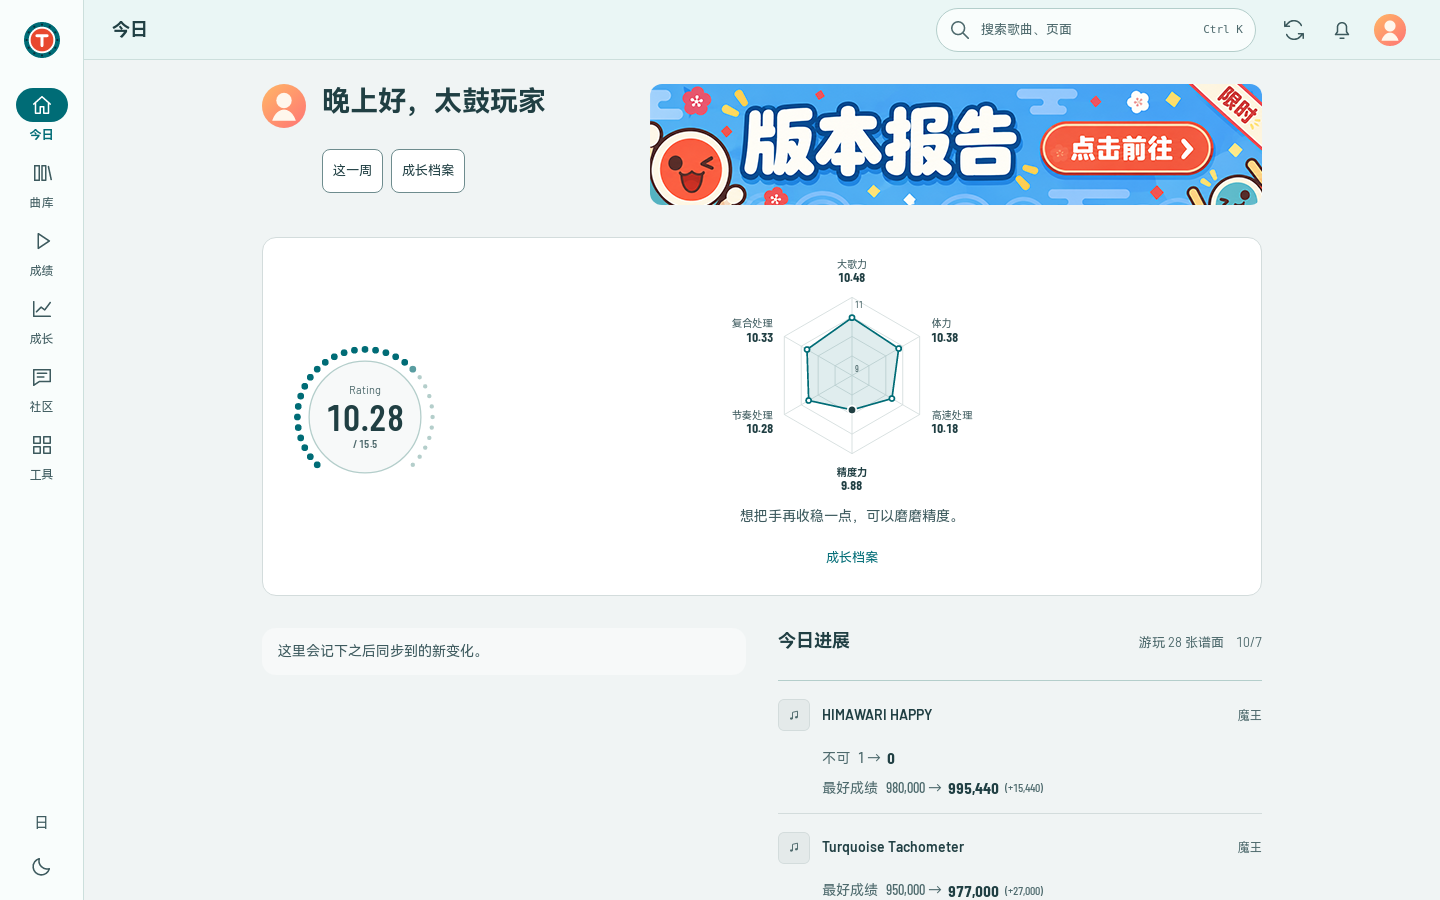 今日
搜索歌曲、页面
Ctrl K
今日
曲库
成绩
成长
社区
工具
日
晚上好，太鼓玩家
这一周
成长档案
版本报告
点击前往
限时
Rating
10.28
/ 15.5
大歌力
10.48
体力
10.38
高速处理
10.18
精度力
9.88
节奏处理
10.28
复合处理
10.33
11
9
想把手再收稳一点，可以磨磨精度。
成长档案
这里会记下之后同步到的新变化。
今日进展
游玩 28 张谱面 10/7
HIMAWARI HAPPY
魔王
不可 1 → 0
最好成绩 980,000 → 995,440 (+15,440)
Turquoise Tachometer
魔王
最好成绩 950,000 → 977,000 (+27,000)